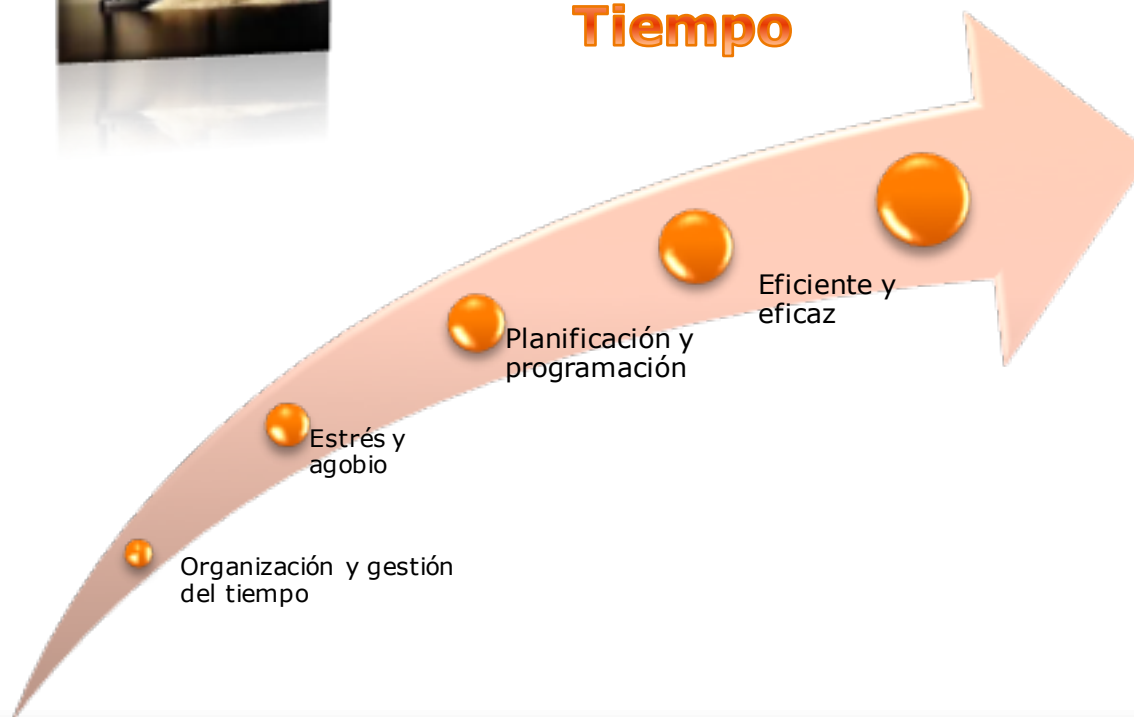 Tiempo
Eficiente y
eficaz
Planificación y
programación
Estrés y
agobio
Organización y gestión
del tiempo